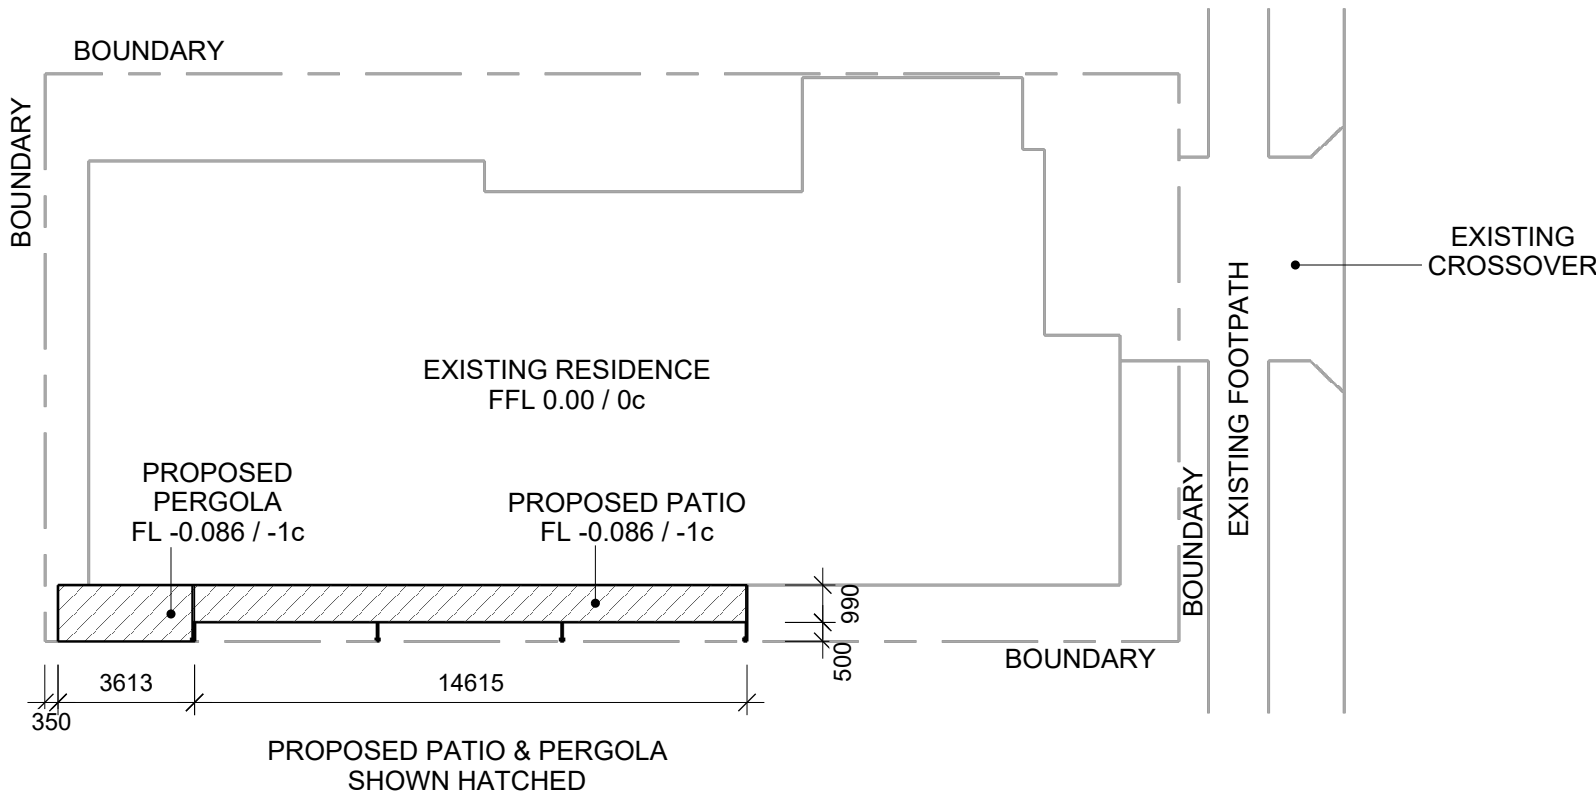 BOUNDARY
BOUNDARY
EXISTING
CROSSOVER
EXISTING FOOTPATH
EXISTING RESIDENCE
FFL 0.00 / 0c
PROPOSED
PERGOLA
FL -0.086 / -1c
PROPOSED PATIO
FL -0.086 / -1c
BOUNDARY
990
500
BOUNDARY
3613
14615
350
PROPOSED PATIO & PERGOLA
SHOWN HATCHED